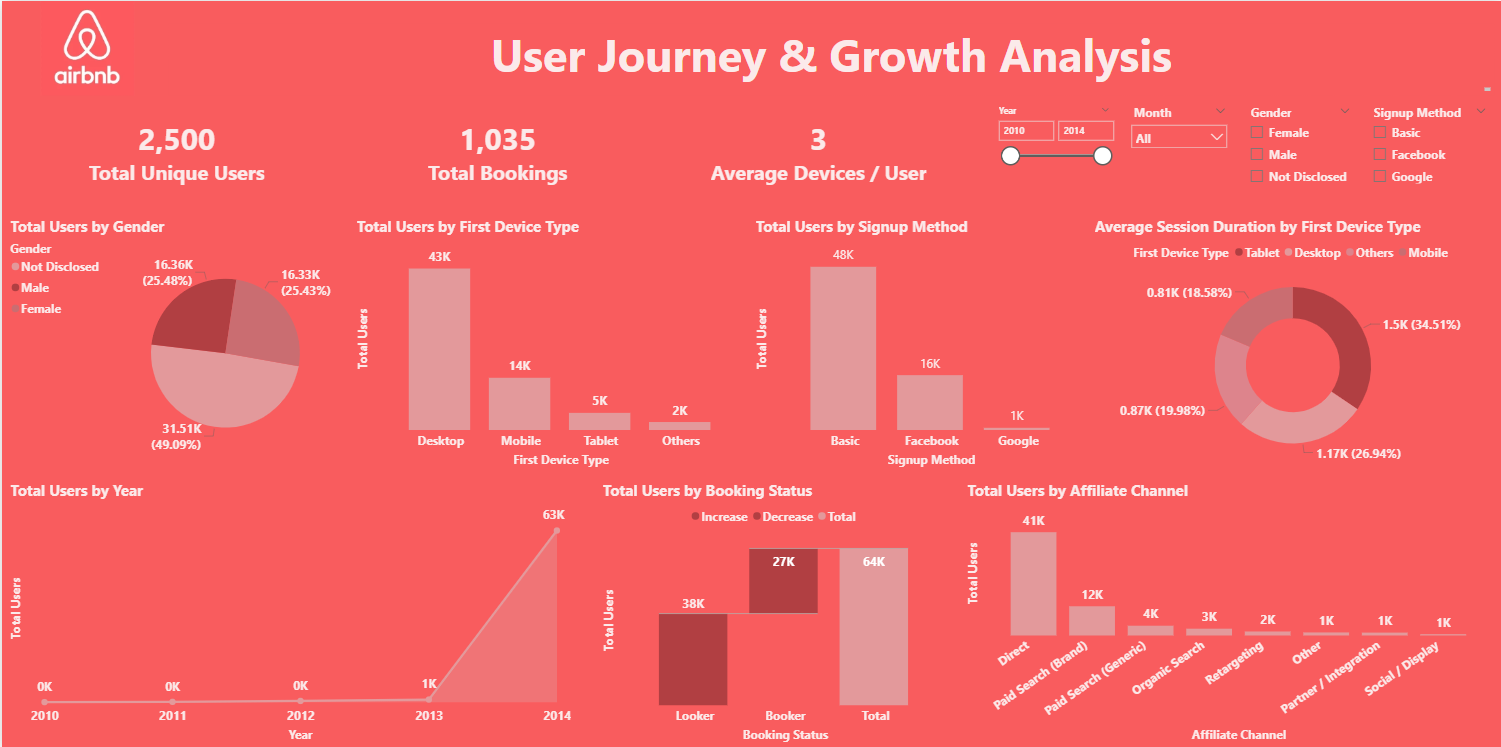 airbnb
User Journey & Growth Analysis
2,500
Total Unique Users
1,035
Total Bookings
3
Average Devices / User
Year
2010
2014
Month
All
Gender
Female
Male
Not Disclosed
Signup Method
Basic
Facebook
Google
Total Users by Gender
Gender
Not Disclosed
Male
Female
16.36K
(25.48%)
16.33K
(25.43%)
31.51K
(49.09%)
Total Users by First Device Type
Total Users
43K
14K
5K
2K
Desktop
Mobile
Tablet
Others
First Device Type
Total Users by Signup Method
Total Users
48K
16K
1K
Basic
Facebook
Google
Signup Method
Average Session Duration by First Device Type
First Device Type Tablet Desktop Others Mobile
0.81K (18.58%)
1.5K (34.51%)
0.87K (19.98%)
1.17K (26.94%)
Total Users by Year
Total Users
0K
0K
0K
1K
63K
2010
2011
2012
2013
2014
Year
Total Users by Booking Status
Increase Decrease Total
Total Users
38K
27K
64K
Looker
Booker
Total
Booking Status
Total Users by Affiliate Channel
Total Users
41K
12K
4K
3K
2K
1K
1K
1K
Direct
Paid Search (Brand)
Paid Search (Generic)
Organic Search
Retargeting
Other
Partner / Integration
Social / Display
Affiliate Channel